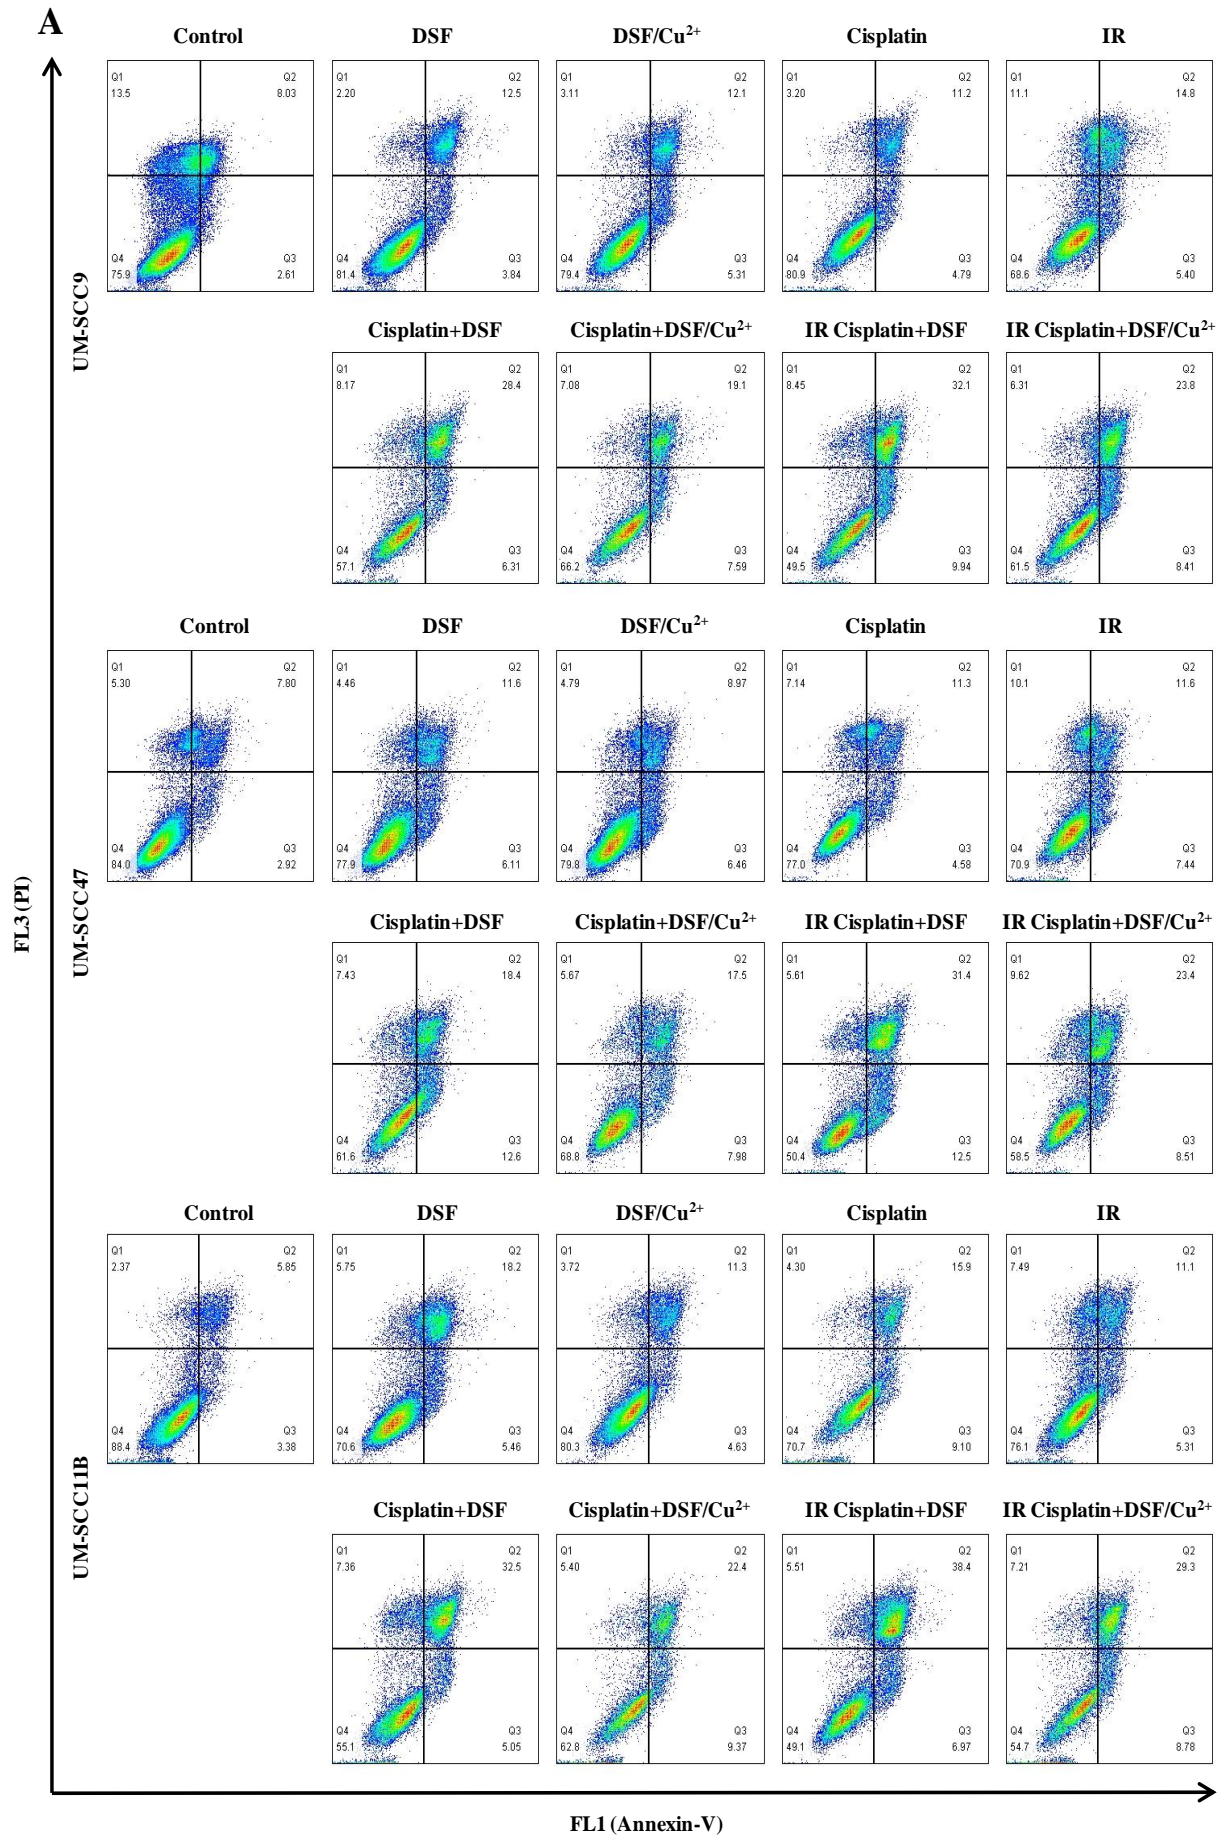 A
Control DSF DSF/Cu²⁺ Cisplatin IR
Q1 Q2 Q1 Q2 Q1 Q2 Q1 Q2 Q1 Q2
13.5 8.03 2.20 12.5 3.11 12.1 3.20 11.2 11.1 14.8
Q4 Q3 Q4 Q3 Q4 Q3 Q4 Q3 Q4 Q3
75.9 2.61 81.4 3.84 79.4 5.31 80.9 4.79 68.6 5.40
UM-SCC9
Cisplatin+DSF Cisplatin+DSF/Cu²⁺ IR Cisplatin+DSF IR Cisplatin+DSF/Cu²⁺
Q1 Q2 Q1 Q2 Q1 Q2 Q1 Q2
8.17 28.4 7.08 19.1 8.45 32.1 6.31 23.8
Q4 Q3 Q4 Q3 Q4 Q3 Q4 Q3
57.1 6.31 66.2 7.59 49.5 9.94 61.5 8.41
Control DSF DSF/Cu²⁺ Cisplatin IR
Q1 Q2 Q1 Q2 Q1 Q2 Q1 Q2 Q1 Q2
5.30 7.80 4.46 11.6 4.79 8.97 7.14 11.3 10.1 11.6
Q4 Q3 Q4 Q3 Q4 Q3 Q4 Q3 Q4 Q3
84.0 2.92 77.9 6.11 79.8 6.46 77.0 4.58 70.9 7.44
UM-SCC47
Cisplatin+DSF Cisplatin+DSF/Cu²⁺ IR Cisplatin+DSF IR Cisplatin+DSF/Cu²⁺
Q1 Q2 Q1 Q2 Q1 Q2 Q1 Q2
7.43 18.4 5.67 17.5 5.61 31.4 9.62 23.4
Q4 Q3 Q4 Q3 Q4 Q3 Q4 Q3
61.6 12.6 68.8 7.98 50.4 12.5 58.5 8.51
Control DSF DSF/Cu²⁺ Cisplatin IR
Q1 Q2 Q1 Q2 Q1 Q2 Q1 Q2 Q1 Q2
2.37 5.85 5.75 18.2 3.72 11.3 4.30 15.9 7.49 11.1
Q4 Q3 Q4 Q3 Q4 Q3 Q4 Q3 Q4 Q3
88.4 3.38 70.6 5.46 80.3 4.63 70.7 9.10 76.1 5.31
UM-SCC11B
Cisplatin+DSF Cisplatin+DSF/Cu²⁺ IR Cisplatin+DSF IR Cisplatin+DSF/Cu²⁺
Q1 Q2 Q1 Q2 Q1 Q2 Q1 Q2
7.36 32.5 5.40 22.4 5.51 38.4 7.21 29.3
Q4 Q3 Q4 Q3 Q4 Q3 Q4 Q3
55.1 5.05 62.8 9.37 49.1 6.97 54.7 8.78
FL3 (PI)
FL1 (Annexin-V)